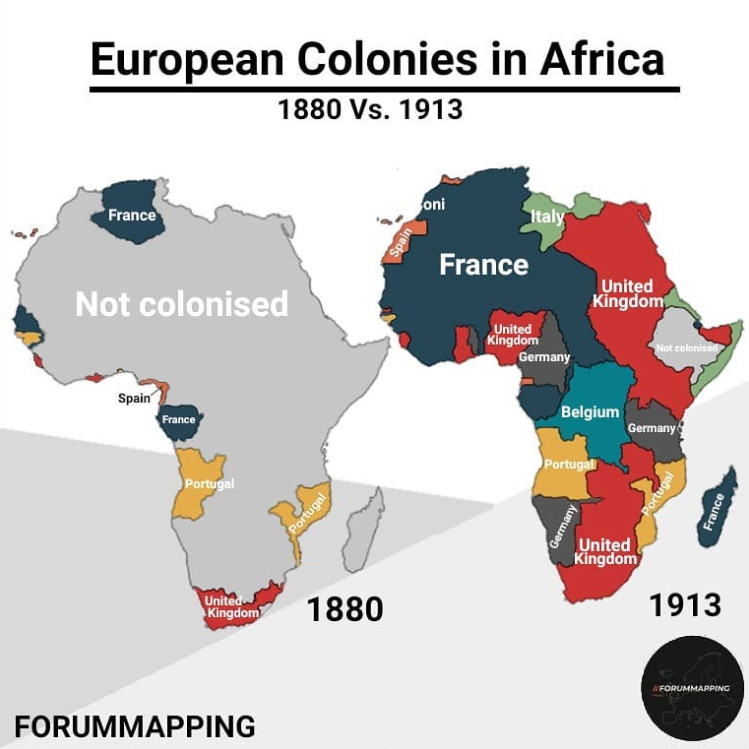 European Colonies in Africa
1880 Vs. 1913
France
Not colonised
Spain
France
Portugal
Portugal
United
Kingdom
1880
oni
Spain
France
Italy
United
Kingdom
United
Kingdom
Germany
Not colonised
Belgium
Germany
Portugal
Portugal
Germany
United
Kingdom
France
1913
//FORUMMAPPING
FORUMMAPPING